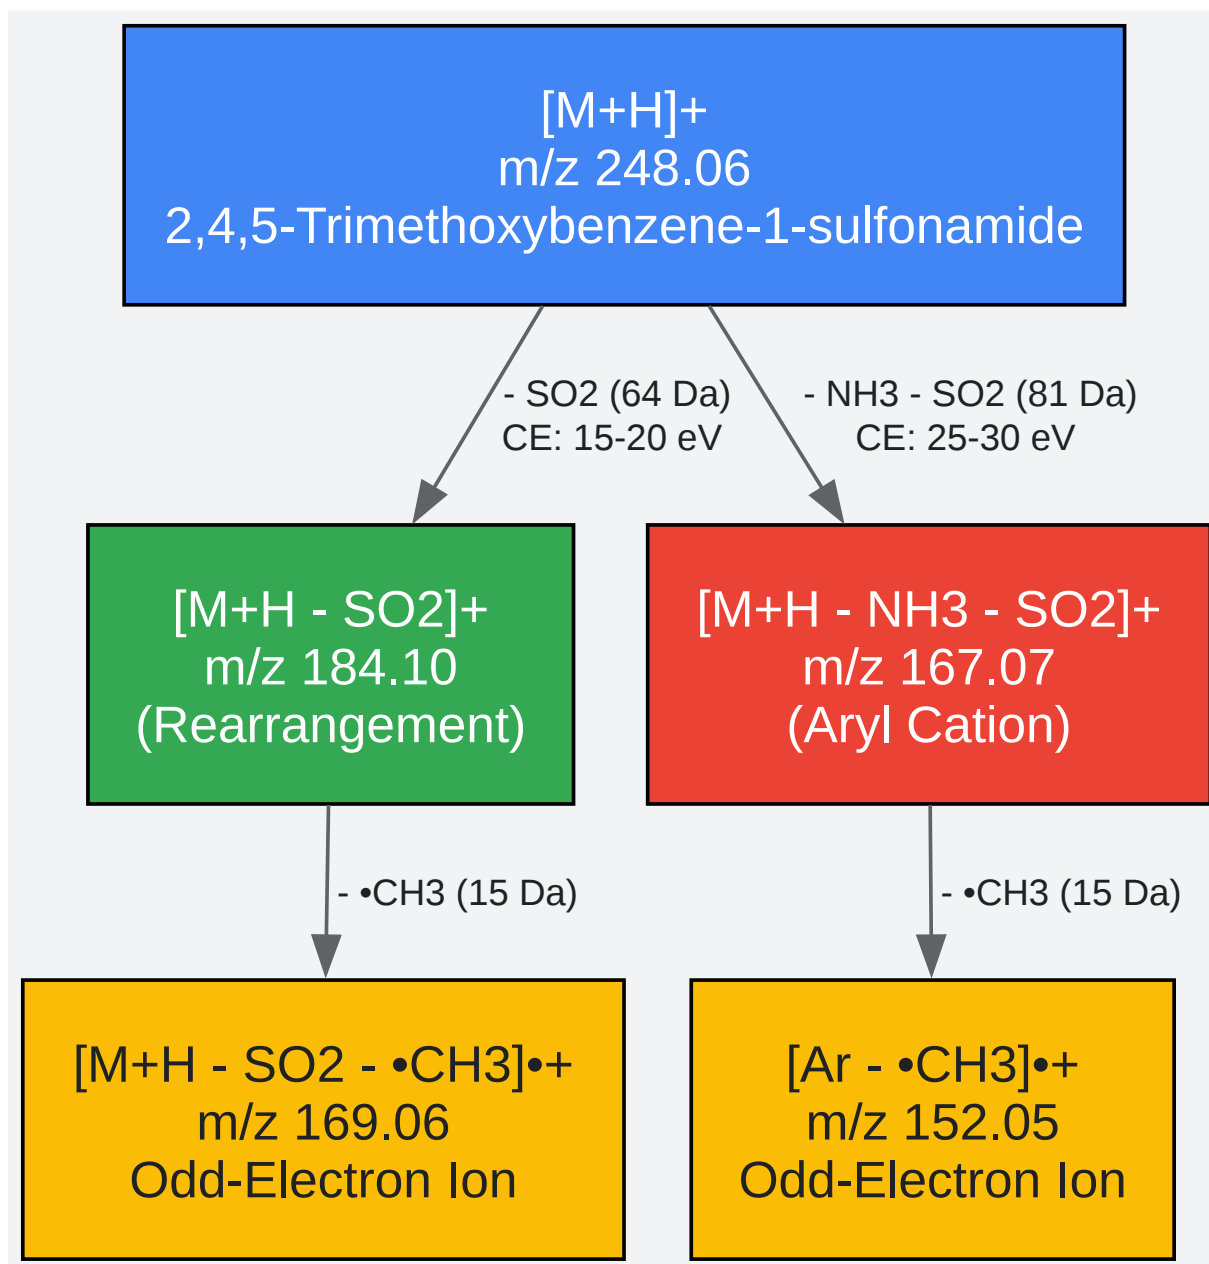 [M+H]+
m/z 248.06
2,4,5-Trimethoxybenzene-1-sulfonamide
- SO2 (64 Da)
CE: 15-20 eV
- NH3 - SO2 (81 Da)
CE: 25-30 eV
[M+H - SO2]+
m/z 184.10
(Rearrangement)
[M+H - NH3 - SO2]+
m/z 167.07
(Aryl Cation)
- •CH3 (15 Da)
- •CH3 (15 Da)
[M+H - SO2 - •CH3]•+
m/z 169.06
Odd-Electron Ion
[Ar - •CH3]•+
m/z 152.05
Odd-Electron Ion